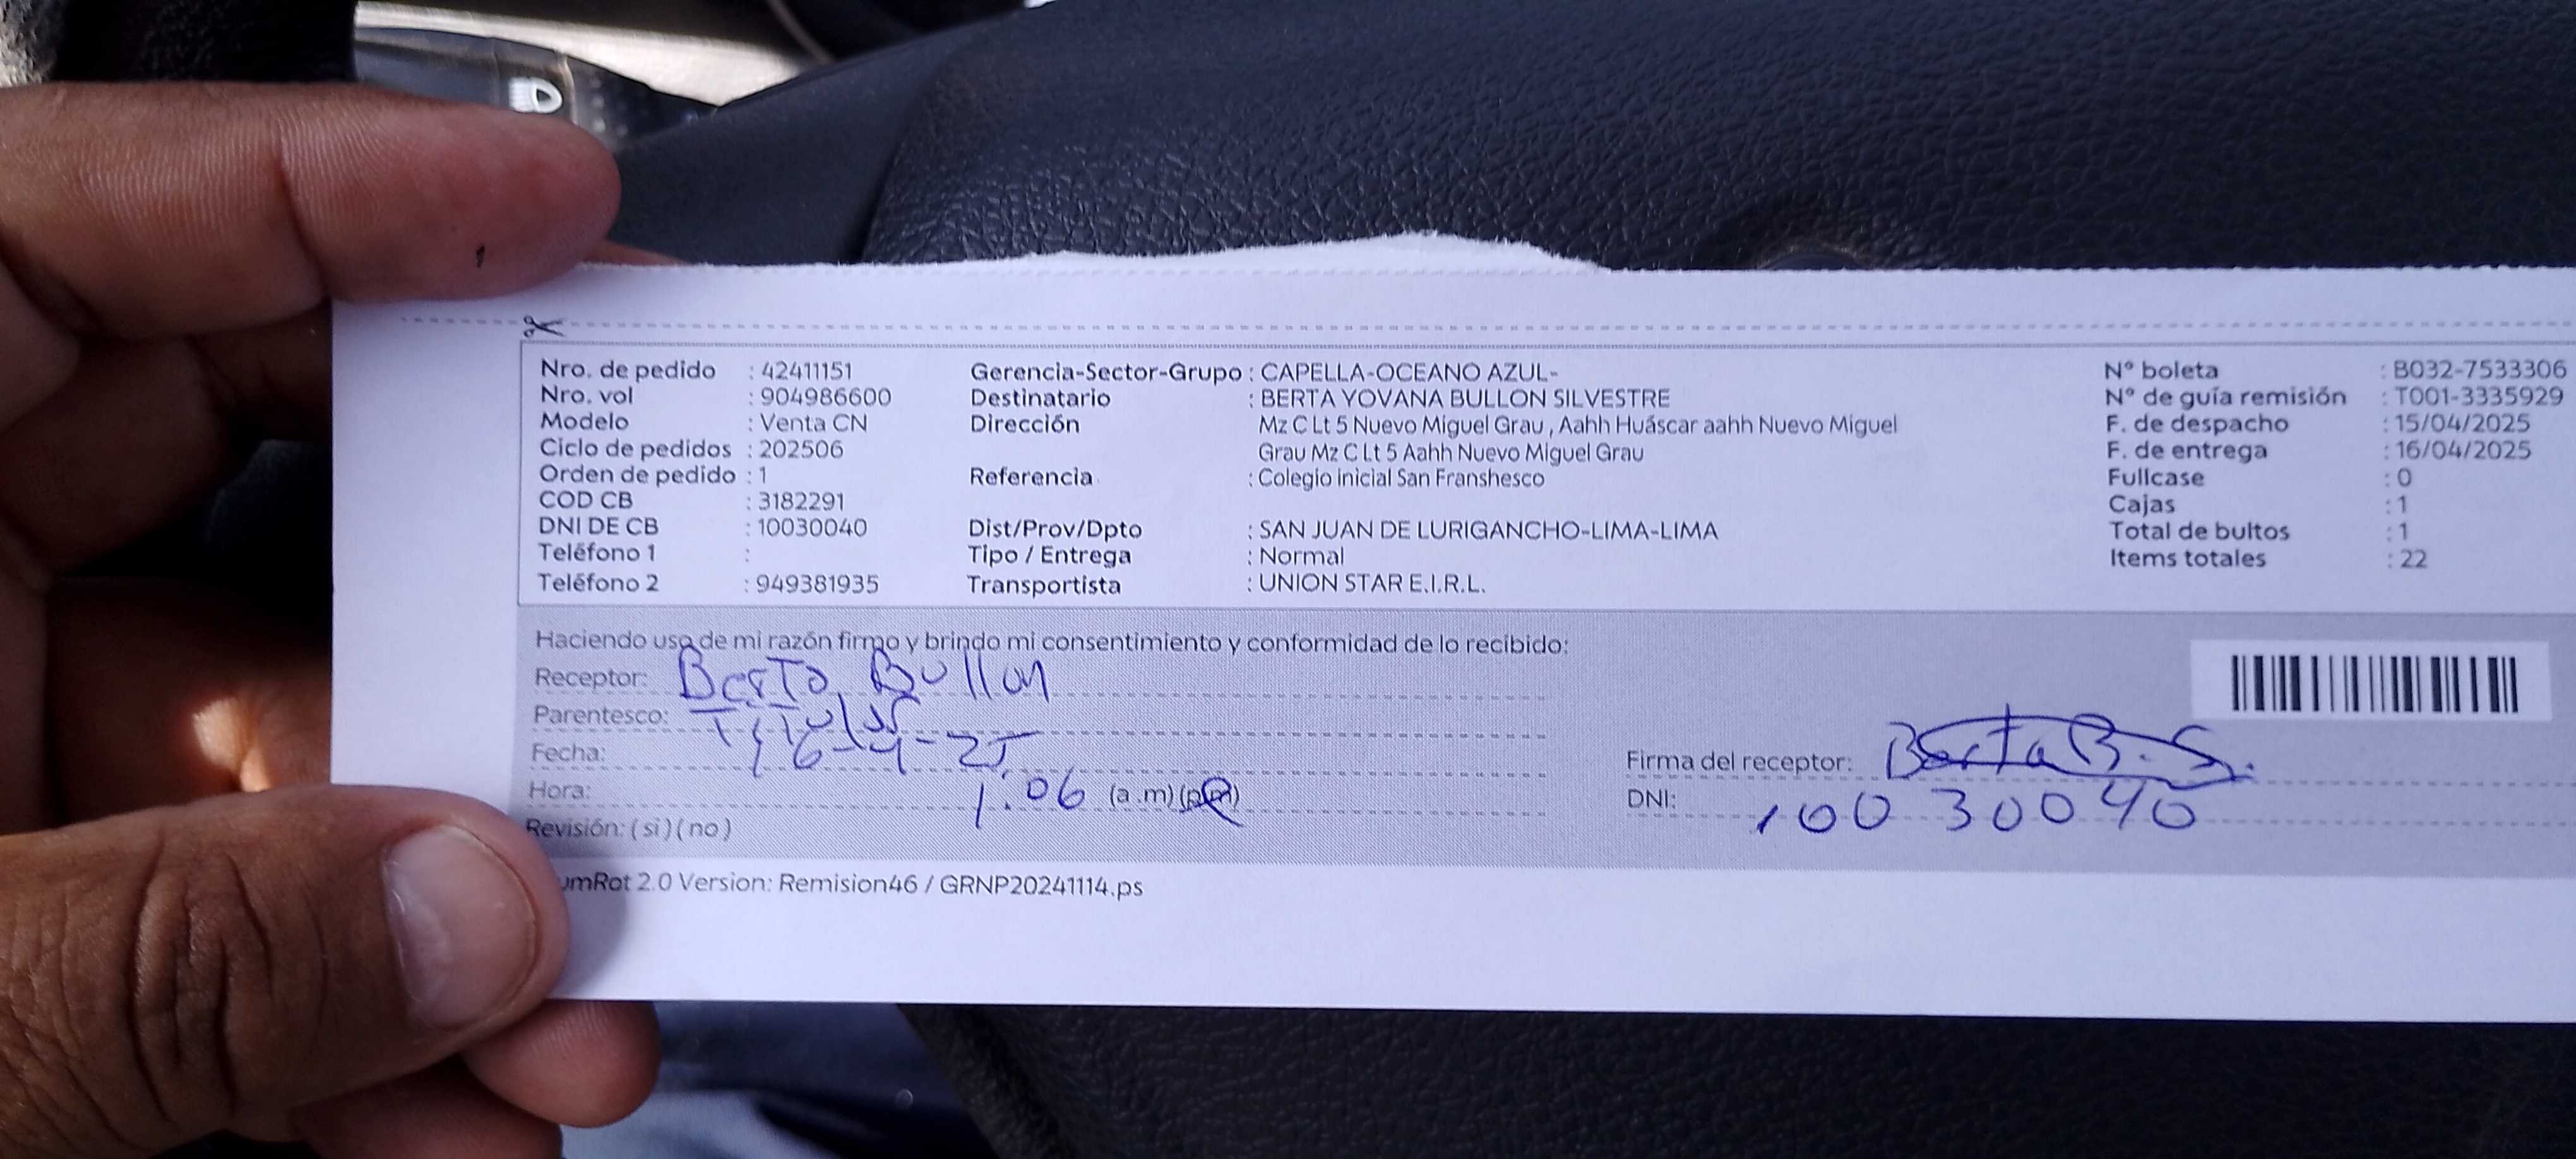 Nro. de pedido : 42411151 Gerencia-Sector-Grupo : CAPELLA-OCEANO AZUL- N° boleta : B032-7533306
Nro. vol : 904986600 Destinatario : BERTA YOVANA BULLON SILVESTRE N° de guía remisión : T001-3335929
Modelo : Venta CN Dirección Mz C Lt 5 Nuevo Miguel Grau , Aahh Huáscar aahh Nuevo Miguel F. de despacho : 15/04/2025
Ciclo de pedidos : 202506 Grau Mz C Lt 5 Aahh Nuevo Miguel Grau F. de entrega : 16/04/2025
Orden de pedido : 1 Referencia : Colegio inicial San Franshesco Fullcase : 0
COD CB : 3182291 Cajas : 1
DNI DE CB : 10030040 Dist/Prov/Dpto : SAN JUAN DE LURIGANCHO-LIMA-LIMA Total de bultos : 1
Teléfono 1 : Tipo / Entrega : Normal Items totales : 22
Teléfono 2 : 949381935 Transportista : UNION STAR E.I.R.L.
Haciendo uso de mi razón firmo y brindo mi consentimiento y conformidad de lo recibido:
Receptor: Berta Bullon
Parentesco: Titular
Fecha: 16-4-25
Firma del receptor: Berta B. S.
Hora: 1:06 (a.m)(p.m)
DNI: 10030040
Revisión: (si)(no)
umRot 2.0 Version: Remision46 / GRNP20241114.ps